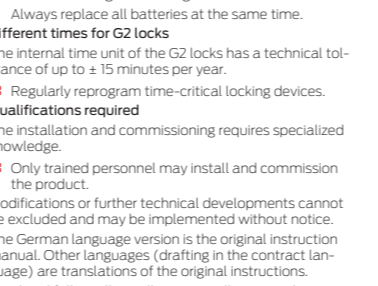 Always replace all batteries at the same time.
ifferent times for G2 locks
he internal time unit of the G2 locks has a technical tol-
ance of up to ± 15 minutes per year.
Regularly reprogram time-critical locking devices.
ualifications required
he installation and commissioning requires specialized
nowledge.
Only trained personnel may install and commission
the product.
odifications or further technical developments cannot
e excluded and may be implemented without notice.
he German language version is the original instruction
anual. Other languages (drafting in the contract lan-
uage) are translations of the original instructions.